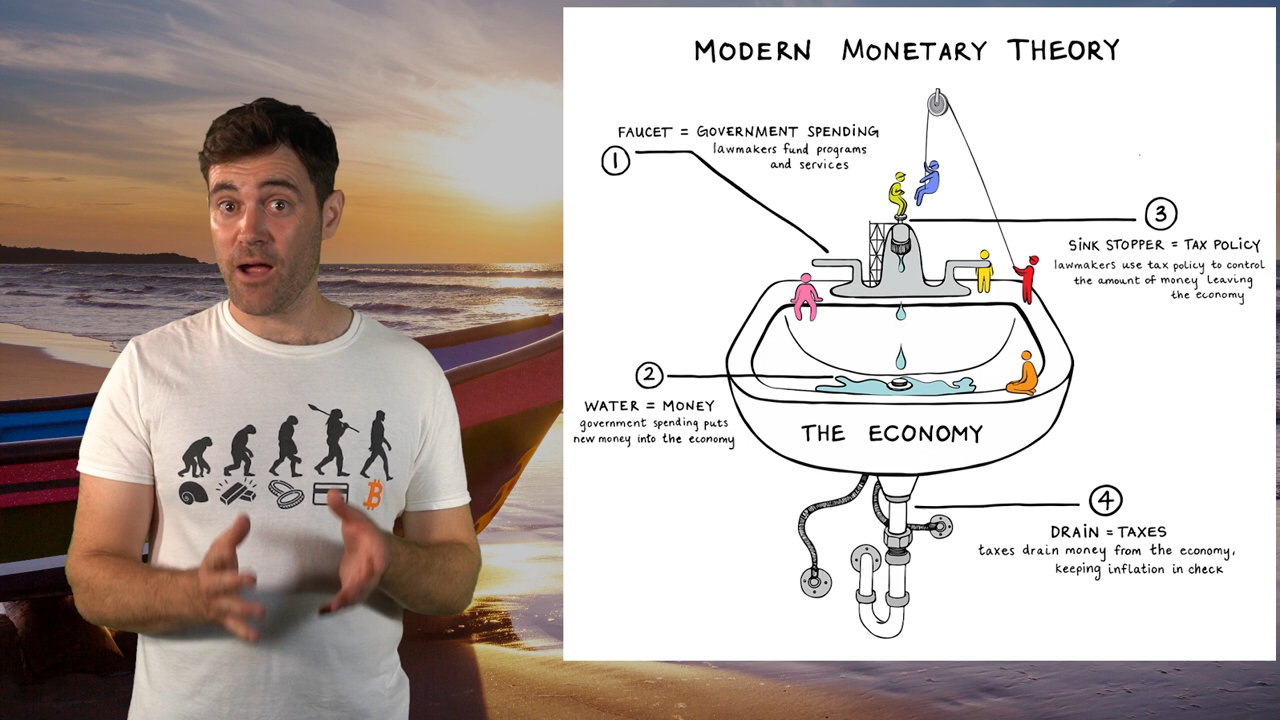 MODERN MONETARY THEORY
FAUCET = GOVERNMENT SPENDING
lawmakers fund programs
and services
1
3
SINK STOPPER = TAX POLICY
lawmakers use tax policy to control
the amount of money leaving
the economy
2
WATER = MONEY
government spending puts
new money into the economy
THE ECONOMY
4
DRAIN = TAXES
taxes drain money from the economy,
keeping inflation in check